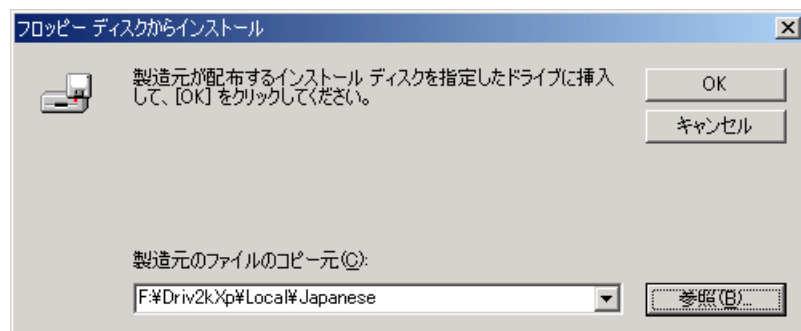 フロッピー ディスクからインストール
製造元が配布するインストール ディスクを指定したドライブに挿入
して、[OK] をクリックしてください。
OK
キャンセル
製造元のファイルのコピー元(C):
F:¥Driv2kXp¥Local¥Japanese
参照(B)...